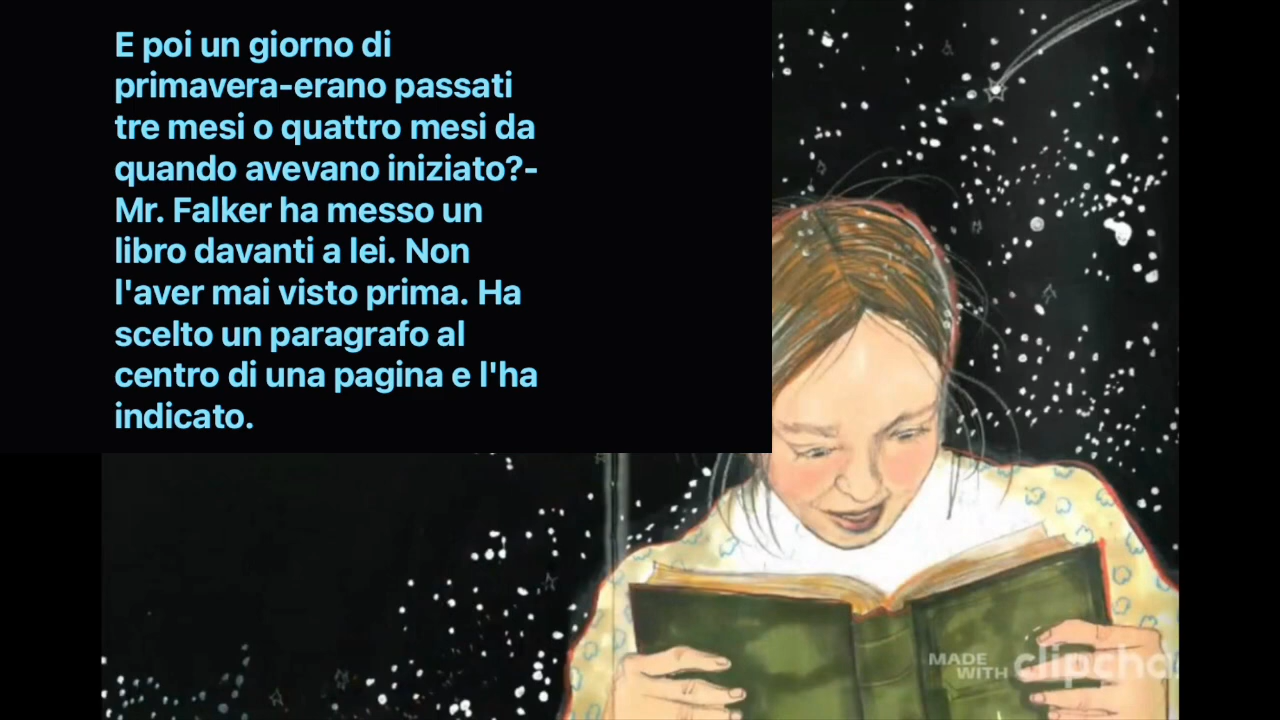 E poi un giorno di
primavera-erano passati
tre mesi o quattro mesi da
quando avevano iniziato?-
Mr. Falker ha messo un
libro davanti a lei. Non
l'aver mai visto prima. Ha
scelto un paragrafo al
centro di una pagina e l'ha
indicato.
MADE
WITH clipcha